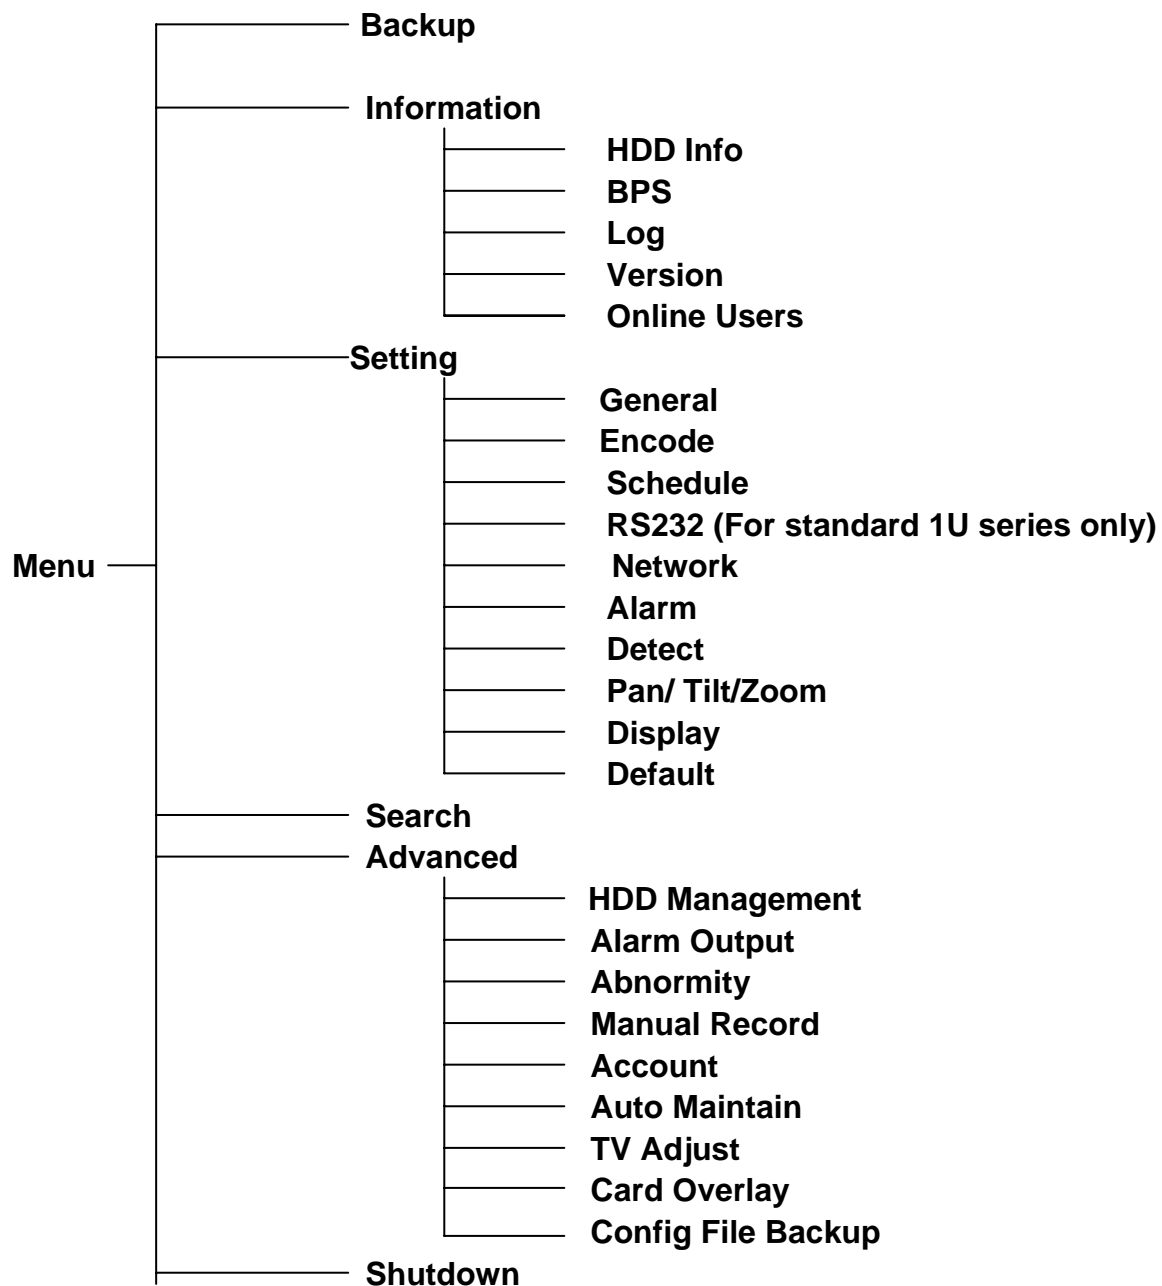 Backup
Information
HDD Info
BPS
Log
Version
Online Users
Setting
General
Encode
Schedule
RS232 (For standard 1U series only)
Menu
Network
Alarm
Detect
Pan/ Tilt/Zoom
Display
Default
Search
Advanced
HDD Management
Alarm Output
Abnormity
Manual Record
Account
Auto Maintain
TV Adjust
Card Overlay
Config File Backup
Shutdown